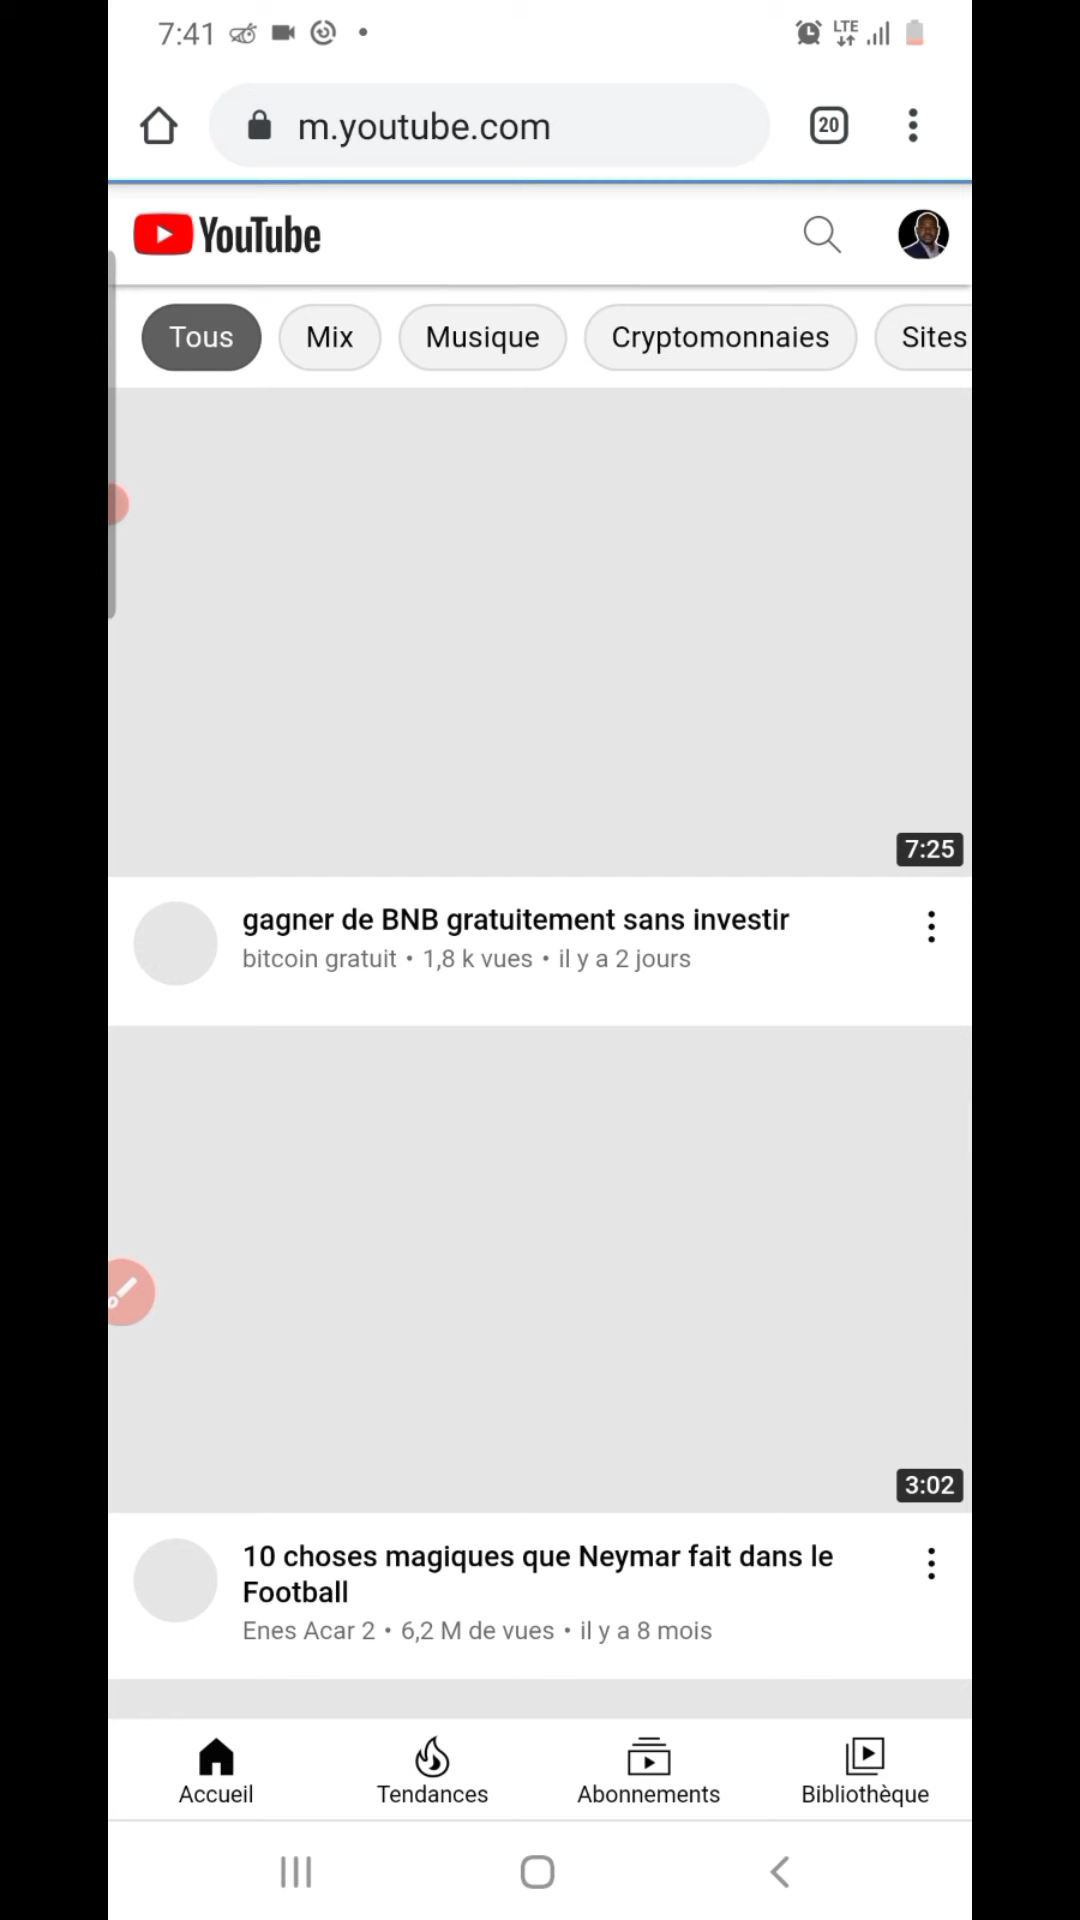 7:41 LTE
m.youtube.com 20
YouTube
Tous Mix Musique Cryptomonnaies Sites
7:25
gagner de BNB gratuitement sans investir
bitcoin gratuit • 1,8 k vues • il y a 2 jours
3:02
10 choses magiques que Neymar fait dans le
Football
Enes Acar 2 • 6,2 M de vues • il y a 8 mois
Accueil Tendances Abonnements Bibliothèque